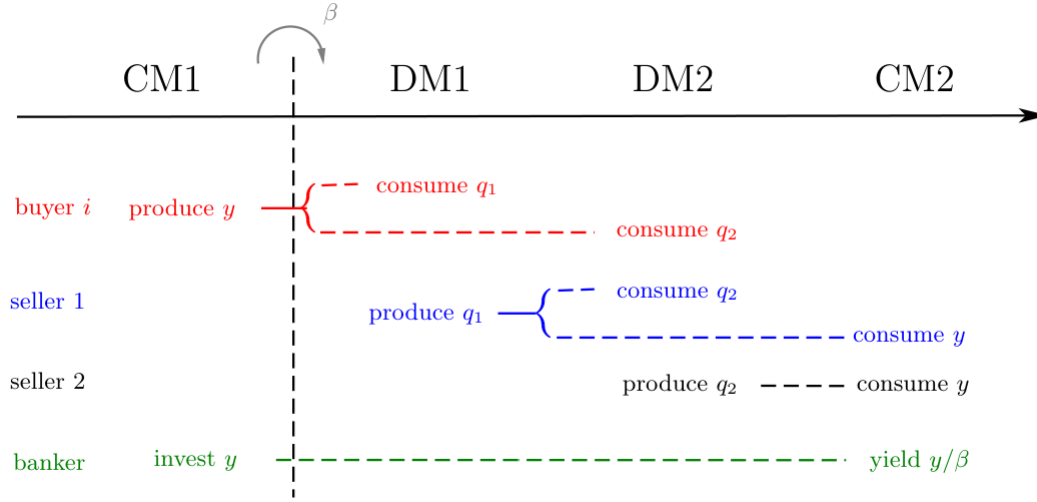 β
CM1 DM1 DM2 CM2
consume q₁
buyer i produce y
consume q₂
seller 1 consume q₂
produce q₁
consume y
seller 2 produce q₂ consume y
banker invest y yield y/β